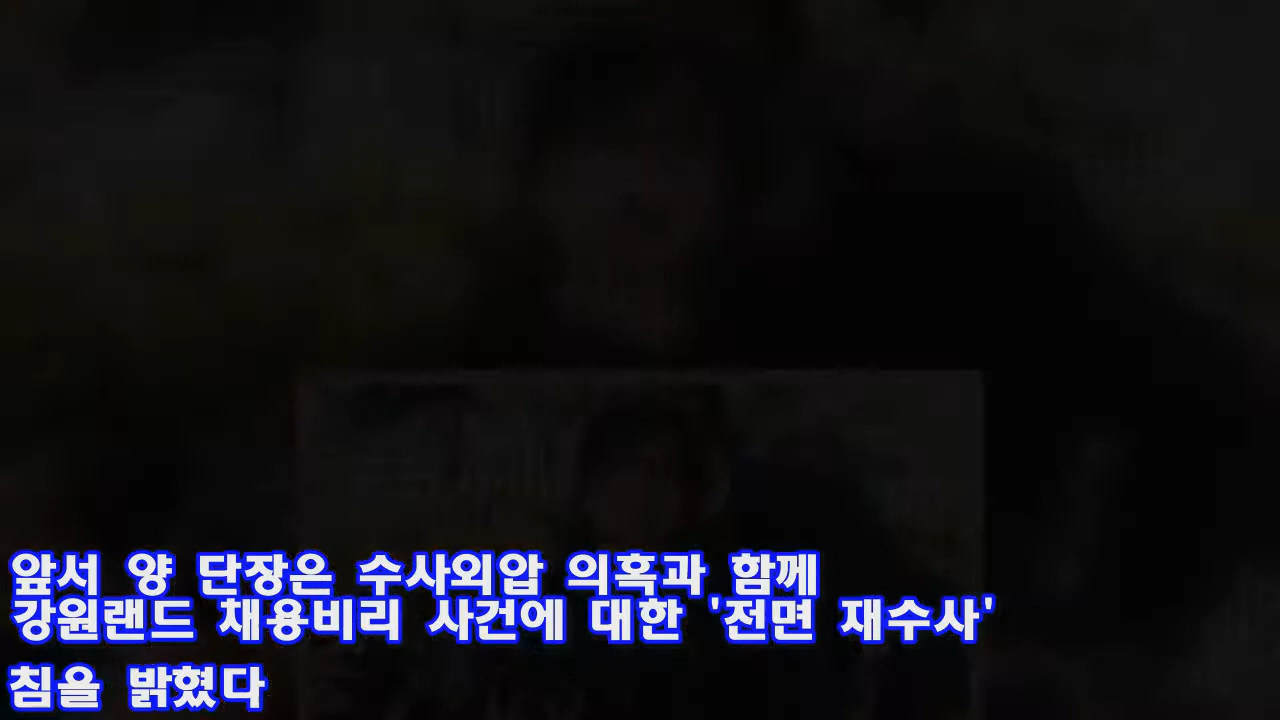 앞서 양 단장은 수사외압 의혹과 함께
강원랜드 채용비리 사건에 대한 '전면 재수사'
침을 밝혔다